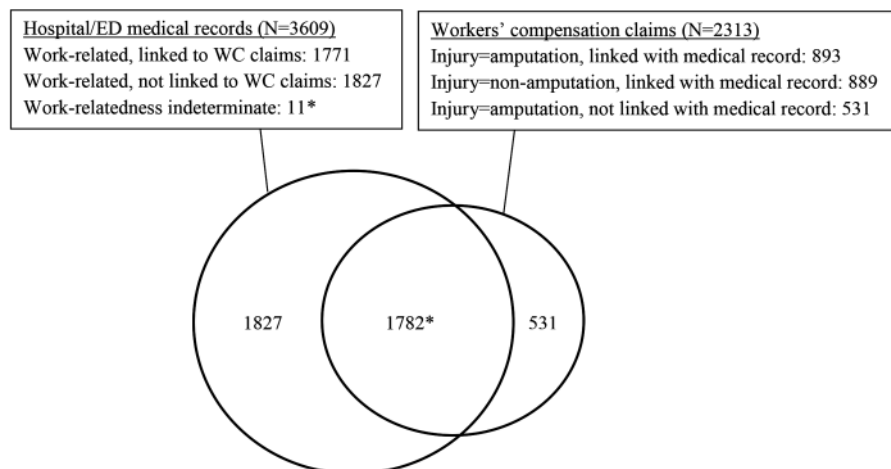 Hospital/ED medical records (N=3609)
Work-related, linked to WC claims: 1771
Work-related, not linked to WC claims: 1827
Work-relatedness indeterminate: 11*
Workers’ compensation claims (N=2313)
Injury=amputation, linked with medical record: 893
Injury=non-amputation, linked with medical record: 889
Injury=amputation, not linked with medical record: 531
1827
1782*
531